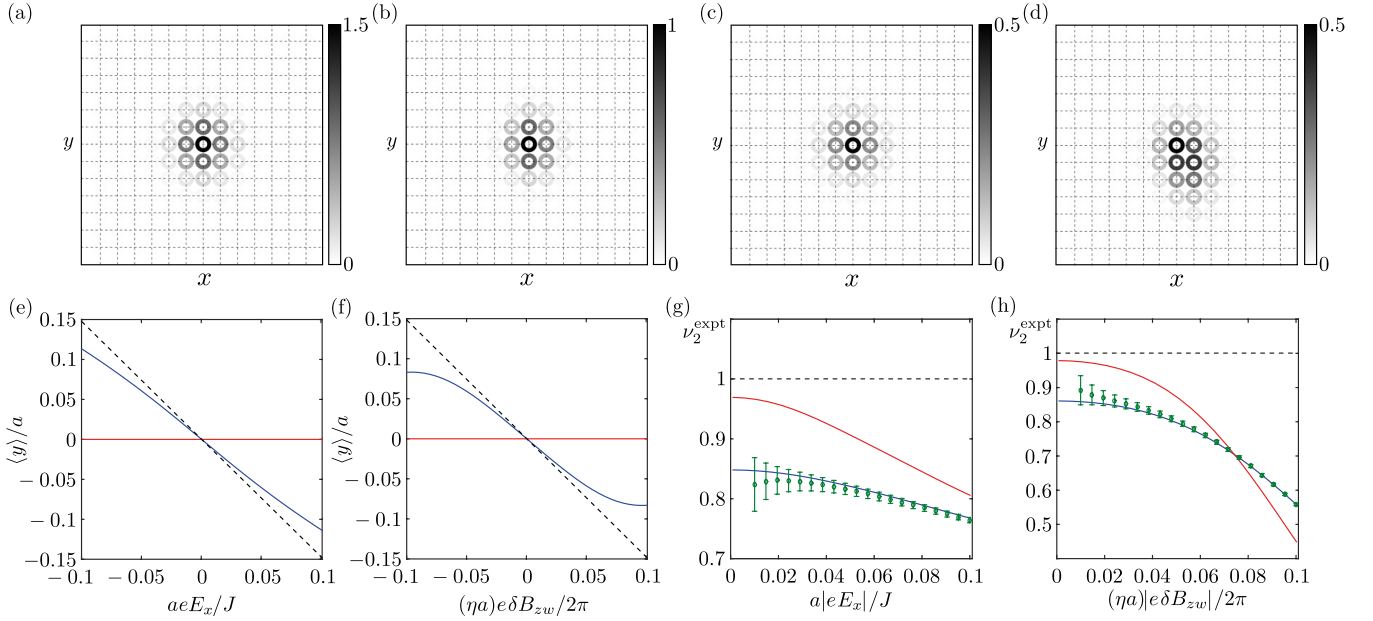 (a) (b) (c) (d)
1.5 1 0.5 0.5
y y y y
0 0 0 0
x x x x
(e) (f) (g) (h)
0.15 0.15 ν₂^expt ν₂^expt
0.1 0.1 1 1
0.05 0.05 0.9
⟨y⟩/a 0 ⟨y⟩/a 0 0.9 0.8
−0.05 −0.05 0.8 0.7
−0.1 −0.1 0.6
−0.15 −0.15 0.7 0.5
−0.1 −0.05 0 0.05 0.1 −0.1 −0.05 0 0.05 0.1 0 0.02 0.04 0.06 0.08 0.1 0 0.02 0.04 0.06 0.08 0.1
aeEₓ/J (ηa)eδB_zw/2π a|eEₓ|/J (ηa)|eδB_zw|/2π